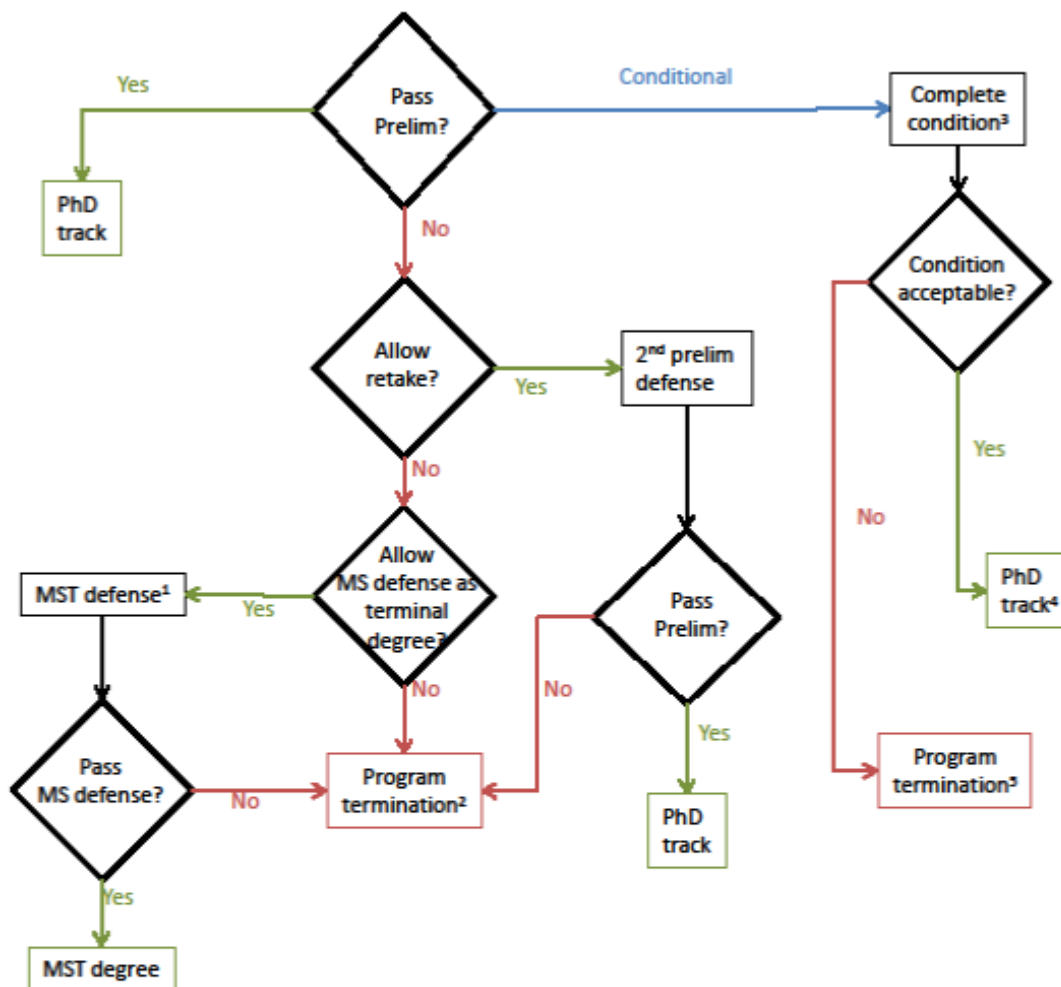 Yes
Pass
Prelim?
Conditional
Complete
condition³
PhD
track
No
Condition
acceptable?
Allow
retake?
Yes
2ⁿᵈ prelim
defense
No
Yes
No
Allow
MS defense as
terminal
degree?
MST defense¹
Yes
Pass
Prelim?
PhD
track⁴
No
No
Yes
Pass
MS defense?
No
Program
termination²
Program
termination⁵
PhD
track
Yes
MST degree